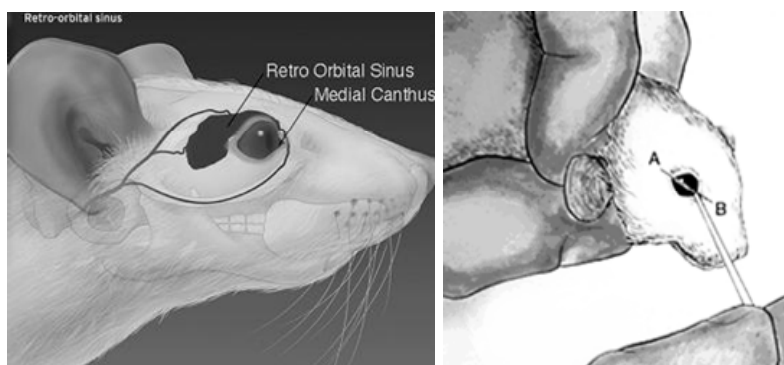 Retro-orbital sinus
Retro Orbital Sinus
Medial Canthus
A
B